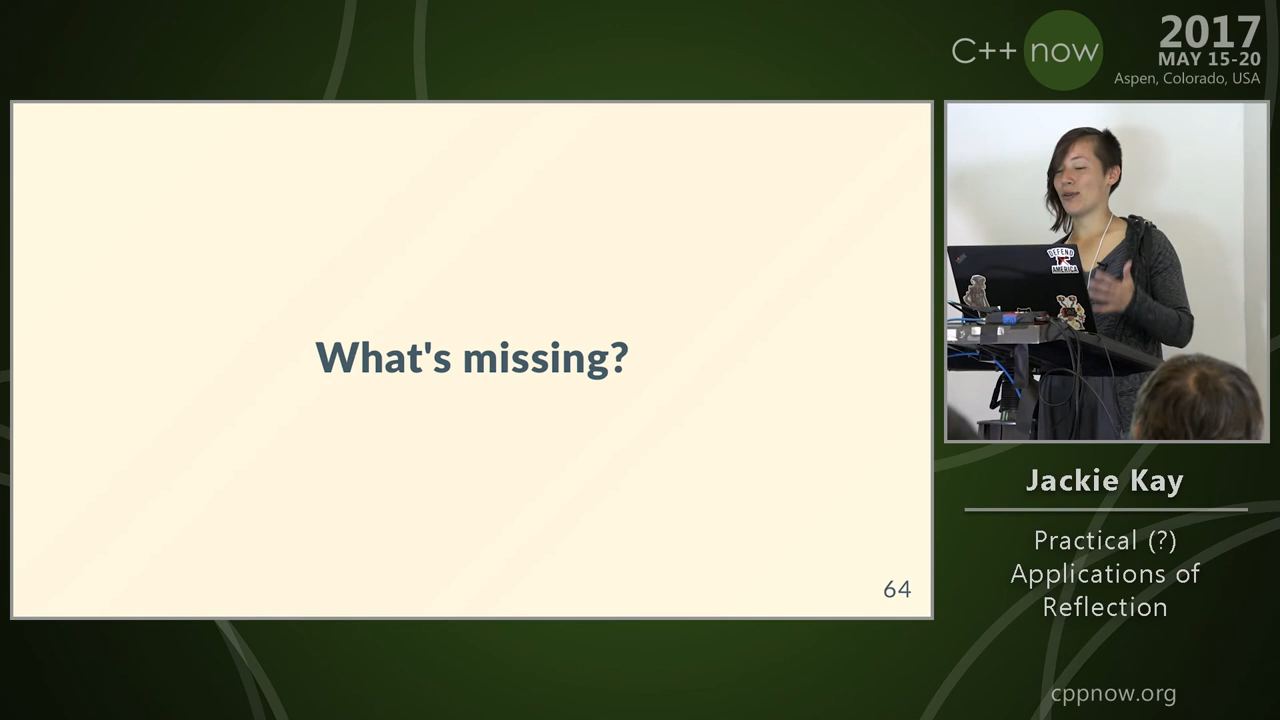 C++ now
2017
MAY 15-20
Aspen, Colorado, USA
What's missing?
64
DEFEND
AMERICA
Jackie Kay
Practical (?)
Applications of
Reflection
cppnow.org